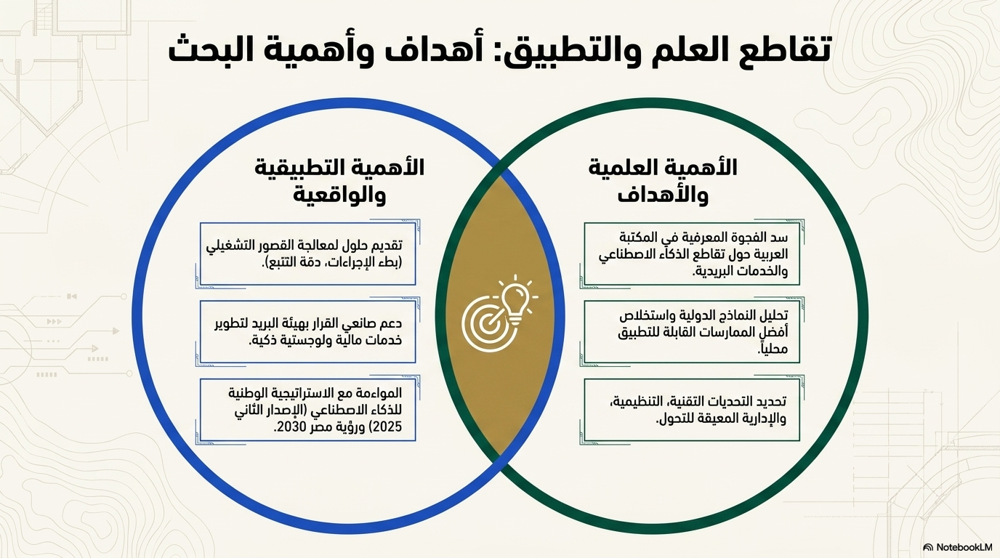 تقاطع العلم والتطبيق: أهداف وأهمية البحث
الأهمية العلمية
والأهداف
سد الفجوة المعرفية في المكتبة
العربية حول تقاطع الذكاء الاصطناعي
والخدمات البريدية.
تحليل النماذج الدولية واستخلاص
أفضل الممارسات القابلة للتطبيق
محلياً.
تحديد التحديات التقنية، التنظيمية،
والإدارية المعيقة للتحول.
الأهمية التطبيقية
والواقعية
تقديم حلول لمعالجة القصور التشغيلي
(بطء الإجراءات، دقة التتبع).
دعم صانعي القرار بهيئة البريد لتطوير
خدمات مالية ولوجستية ذكية.
المواءمة مع الاستراتيجية الوطنية
للذكاء الاصطناعي (الإصدار الثاني
2025) ورؤية مصر 2030.
NotebookLM